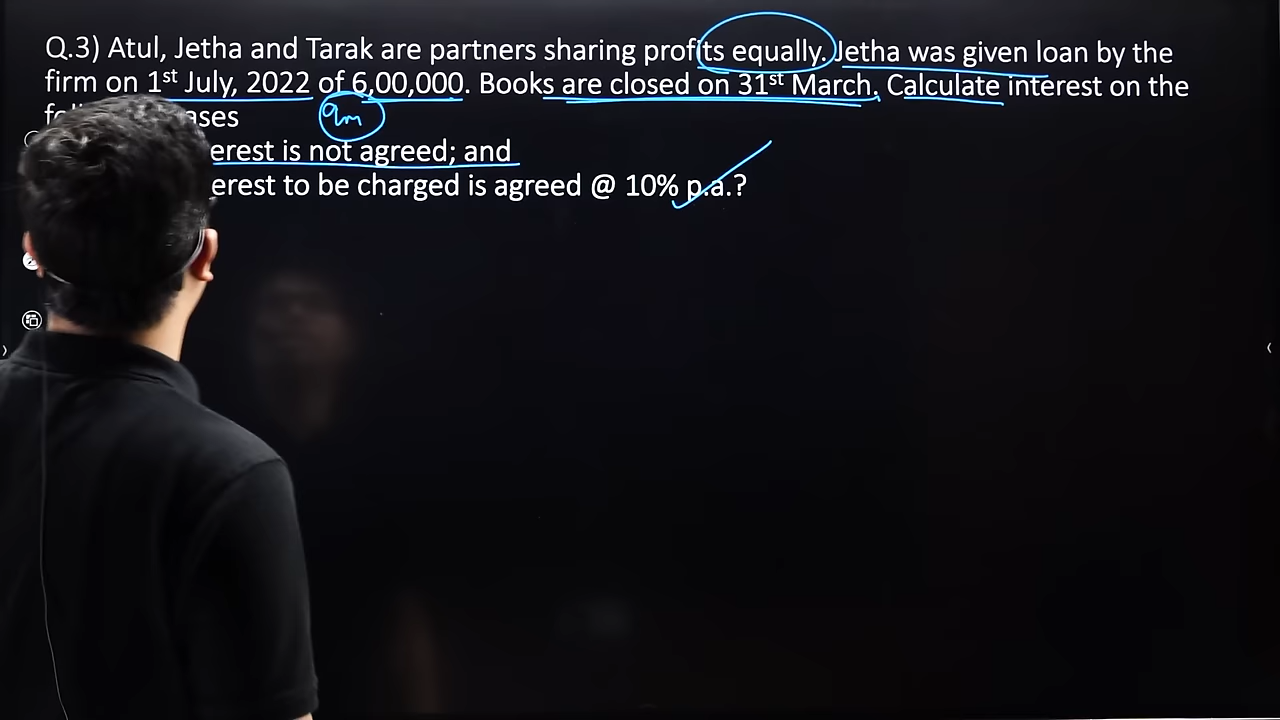 Q.3) Atul, Jetha and Tarak are partners sharing profits equally. Jetha was given loan by the
firm on 1st July, 2022 of 6,00,000. Books are closed on 31st March. Calculate interest on the
ases
9m
erest is not agreed; and
erest to be charged is agreed @ 10% p.a.?